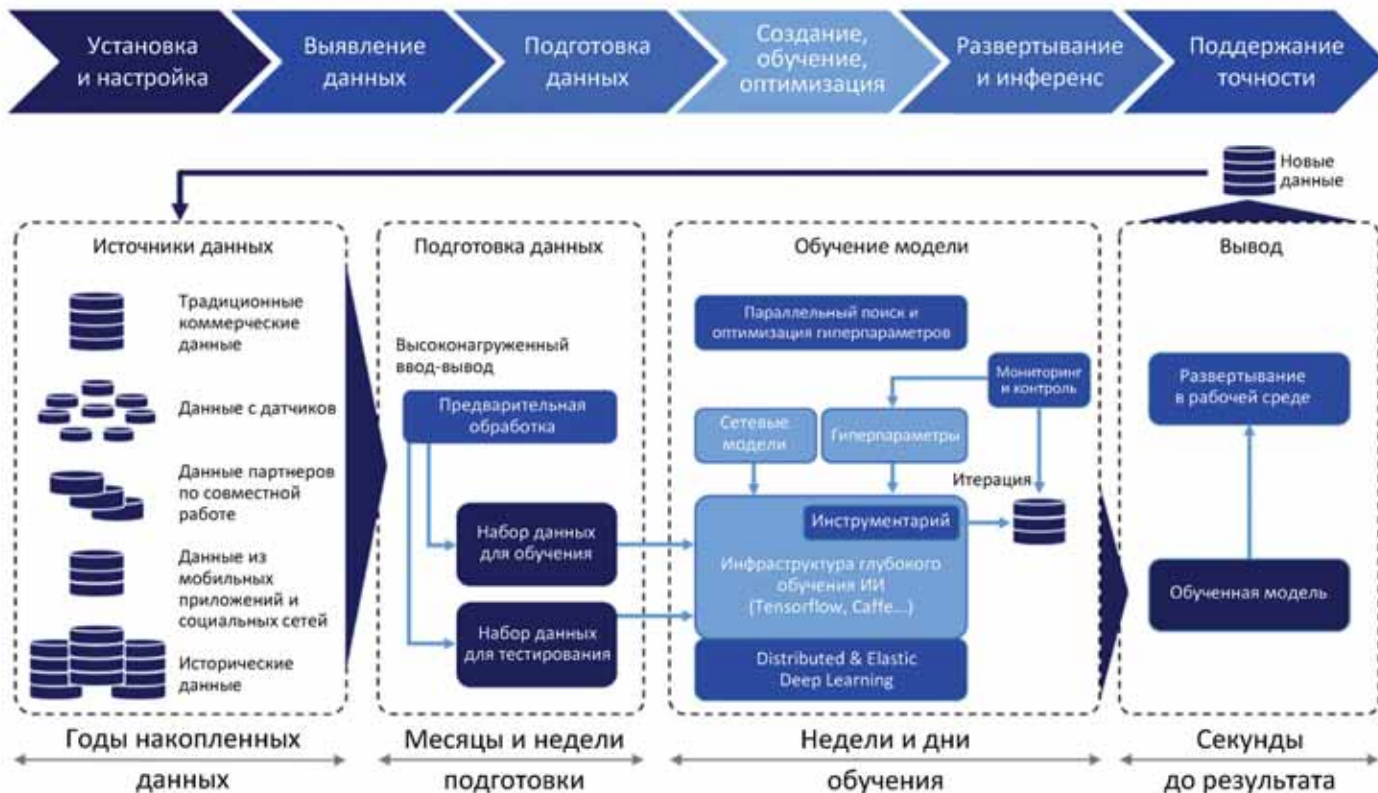 Установка
и настройка
Выявление
данных
Подготовка
данных
Создание,
обучение,
оптимизация
Развертывание
и инференс
Поддержание
точности
Новые
данные
Источники данных
Традиционные
коммерческие
данные
Данные с датчиков
Данные партнеров
по совместной
работе
Данные из
мобильных
приложений и
социальных сетей
Исторические
данные
Подготовка данных
Высоконагруженный
ввод-вывод
Предварительная
обработка
Набор данных
для обучения
Набор данных
для тестирования
Обучение модели
Параллельный поиск и
оптимизация гиперпараметров
Мониторинг
и контроль
Сетевые
модели
Гиперпараметры
Итерация
Инструментарий
Инфраструктура глубокого
обучения ИИ
(Tensorflow, Caffe...)
Distributed & Elastic
Deep Learning
Вывод
Развертывание
в рабочей среде
Обученная модель
Годы накопленных
данных
Месяцы и недели
подготовки
Недели и дни
обучения
Секунды
до результата